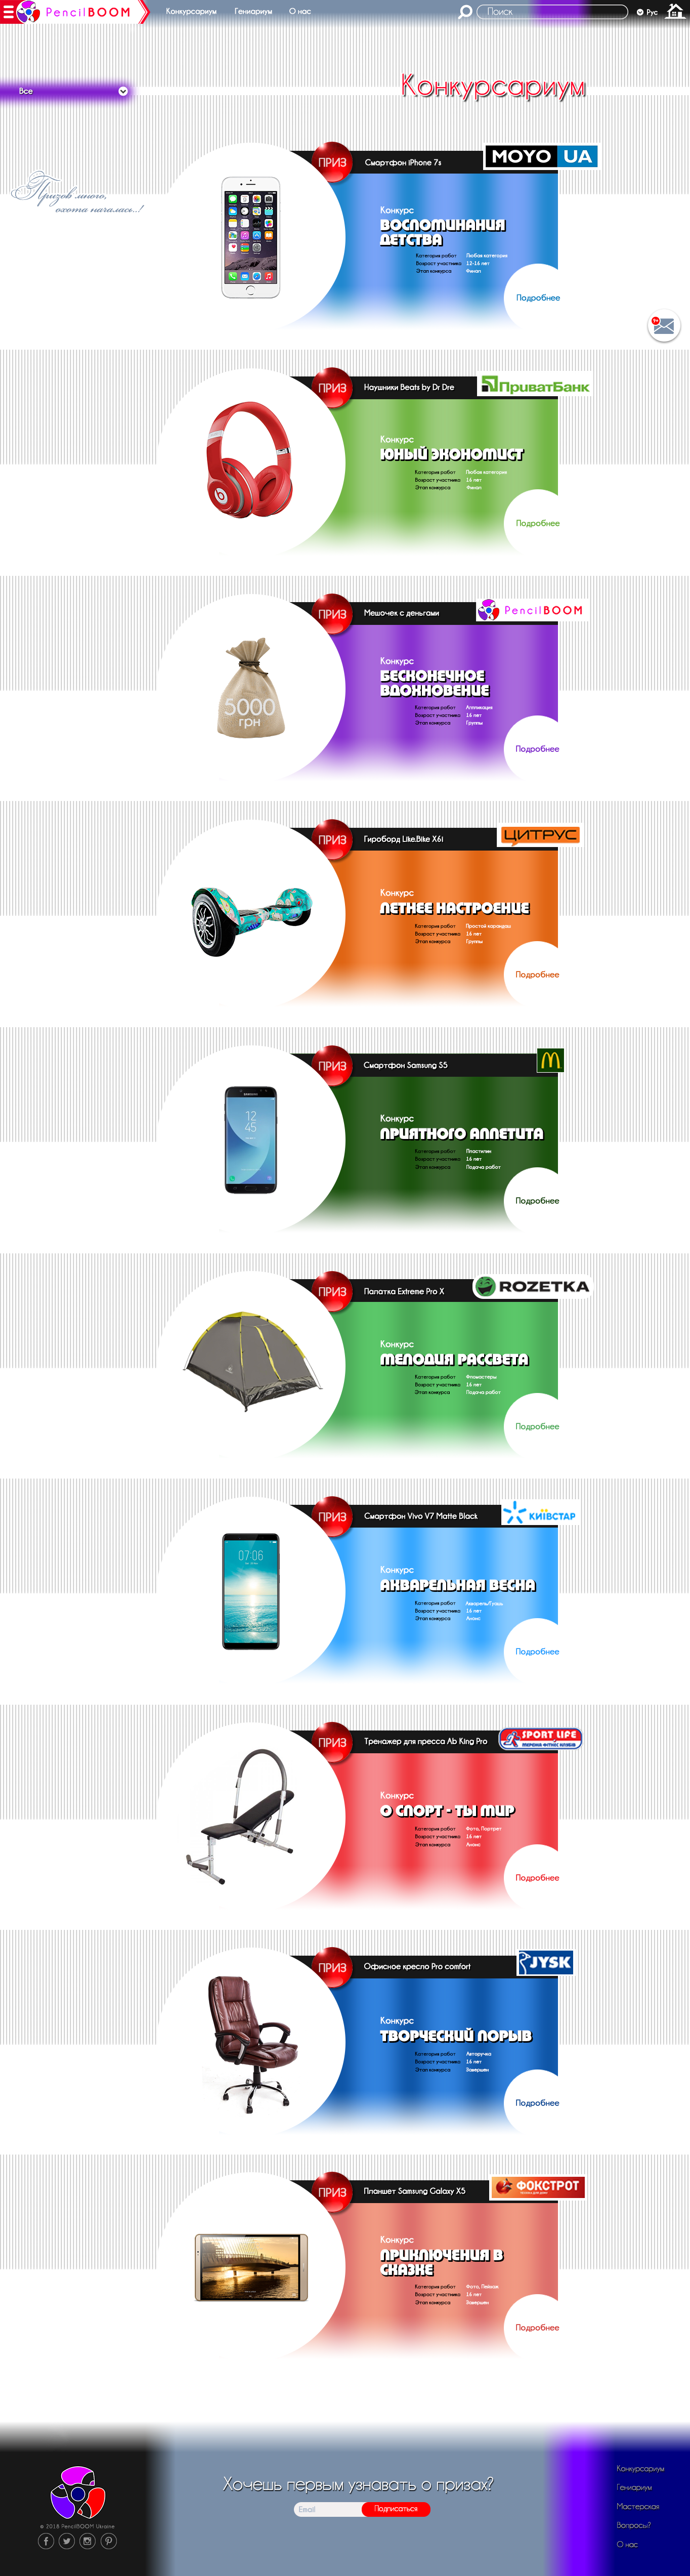 PencilBOOM
Конкурсариум
Гениариум
О нас
Поиск
Рус
Все
Конкурсариум
Призов много,
охота началась..!
ПРИЗ
Смартфон iPhone 7s
MOYO UA
Конкурс
ВОСПОМИНАНИЯ
ДЕТСТВА
Категория работ Любая категория
Возраст участника 12-16 лет
Этап конкурса Финал
Подробнее
ПРИЗ
Наушники Beats by Dr Dre
ПриватБанк
Конкурс
ЮНЫЙ ЭКОНОМИСТ
Категория работ Любая категория
Возраст участника 16 лет
Этап конкурса Финал
Подробнее
ПРИЗ
Мешочек с деньгами
PencilBOOM
5000
грн
Конкурс
БЕСКОНЕЧНОЕ
ВДОХНОВЕНИЕ
Категория работ Аппликация
Возраст участника 16 лет
Этап конкурса Группы
Подробнее
ПРИЗ
Гироборд Like.Bike X6i
ЦИТРУС
Конкурс
ЛЕТНЕЕ НАСТРОЕНИЕ
Категория работ Простой карандаш
Возраст участника 16 лет
Этап конкурса Группы
Подробнее
ПРИЗ
Смартфон Samsung S5
Конкурс
ПРИЯТНОГО АППЕТИТА
Категория работ Пластилин
Возраст участника 16 лет
Этап конкурса Подача работ
Подробнее
SAMSUNG
12
45
ПРИЗ
Палатка Extreme Pro X
ROZETKA
Конкурс
МЕЛОДИЯ РАССВЕТА
Категория работ Фломастеры
Возраст участника 16 лет
Этап конкурса Подача работ
Подробнее
ПРИЗ
Смартфон Vivo V7 Matte Black
КИЇВСТАР
07:06
Конкурс
АКВАРЕЛЬНАЯ ВЕСНА
Категория работ Акварель/Гуашь
Возраст участника 16 лет
Этап конкурса Анонс
Подробнее
ПРИЗ
Тренажер для пресса Ab King Pro
SPORT LIFE
МЕРЕЖА ФІТНЕС КЛУБІВ
Конкурс
О СПОРТ - ТЫ МИР
Категория работ Фото, Портрет
Возраст участника 16 лет
Этап конкурса Анонс
Подробнее
ПРИЗ
Офисное кресло Pro comfort
JYSK
Конкурс
ТВОРЧЕСКИЙ ПОРЫВ
Категория работ Авторучка
Возраст участника 16 лет
Этап конкурса Завершен
Подробнее
ПРИЗ
Планшет Samsung Galaxy X5
ФОКСТРОТ
Конкурс
ПРИКЛЮЧЕНИЯ В
СКАЗКЕ
Категория работ Фото, Пейзаж
Возраст участника 16 лет
Этап конкурса Завершен
Подробнее
Хочешь первым узнавать о призах?
Email
Подписаться
© 2018 PencilBOOM Ukraine
Конкурсариум
Гениариум
Мастерская
Вопросы?
О нас